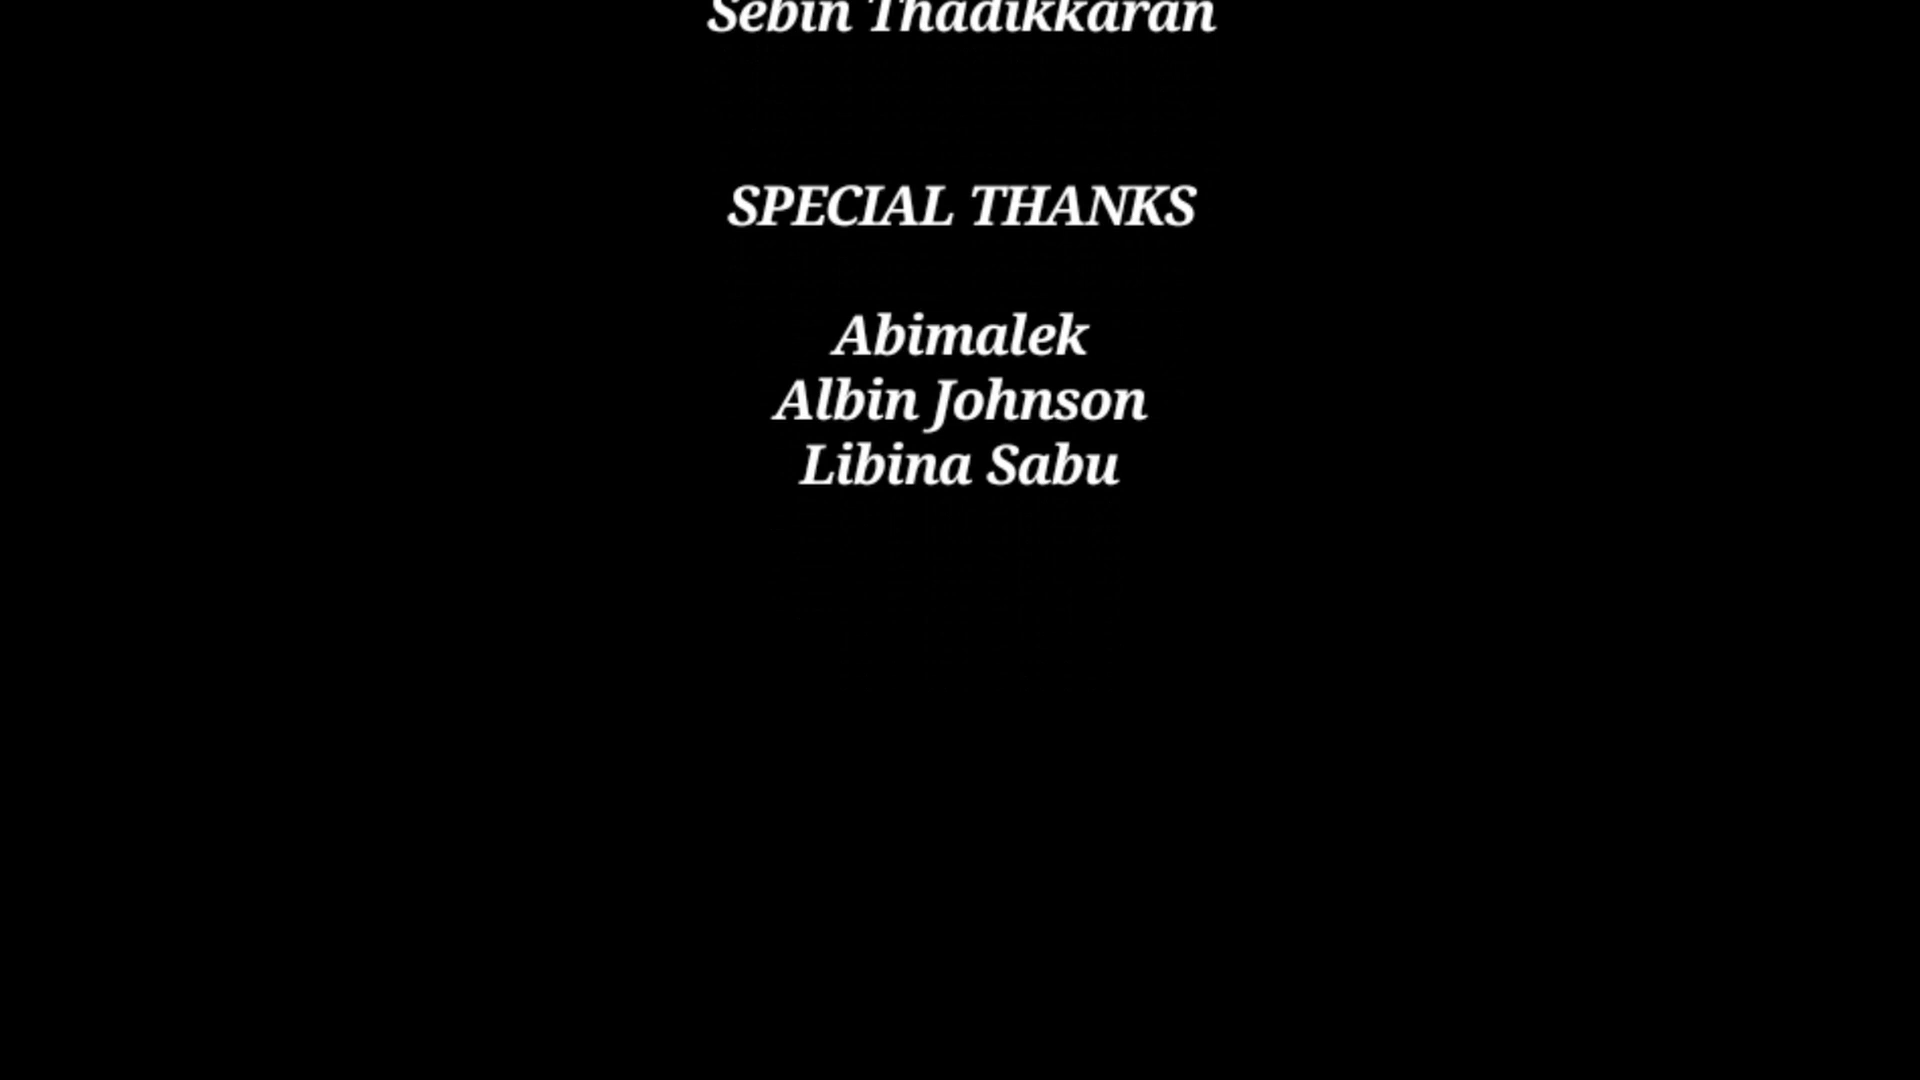 Sebin Thadikkaran
SPECIAL THANKS
Abimalek
Albin Johnson
Libina Sabu